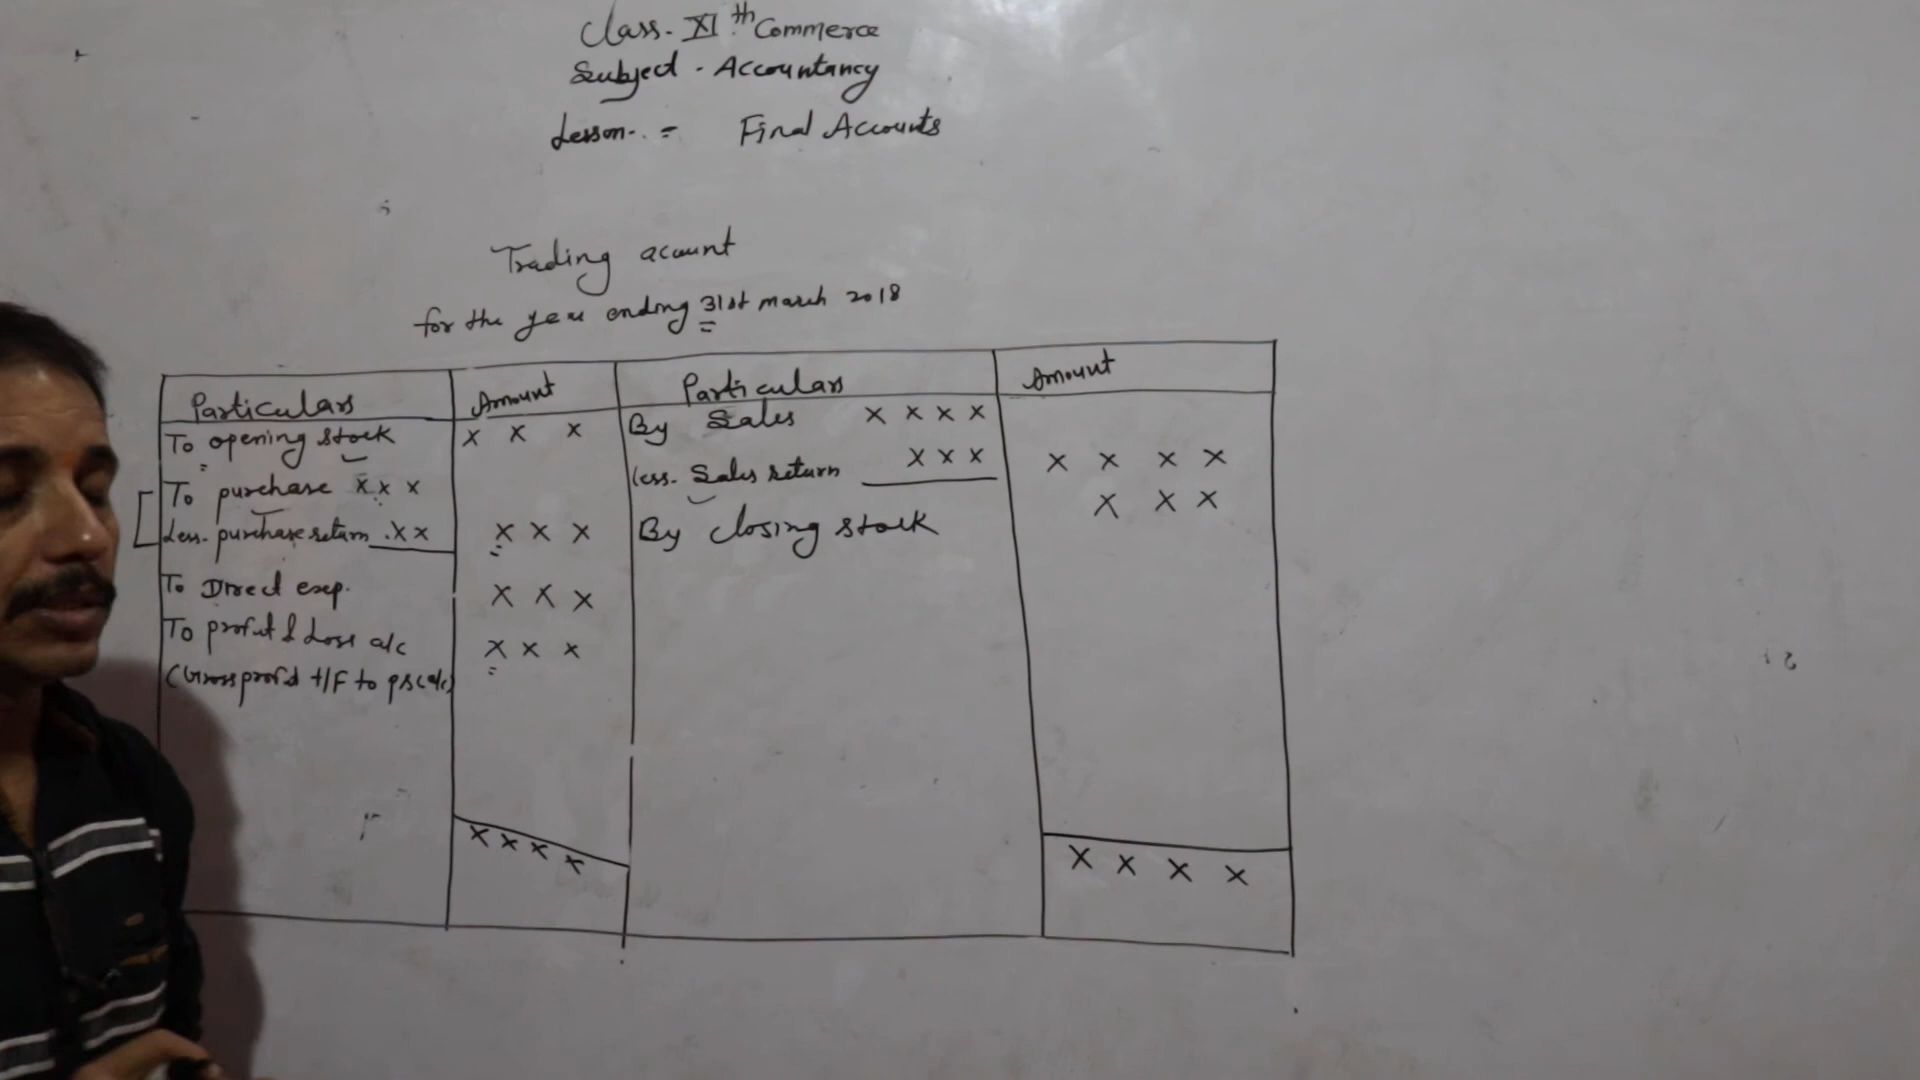 Class - XI th Commerce
Subject - Accountancy
Lesson - = Final Accounts
Trading acount
for the year ending 31st march 2018
Particulars Amount Particulars Amount
To opening stock x x x By Sales x x x x
To purchase x x x less. Sales return x x x x x x x
Less. purchase return x x x x x By closing stock x x x
To Direct exp. x x x
To profit & Loss a/c x x x
(Gross profit t/F to
x x x x x x x x